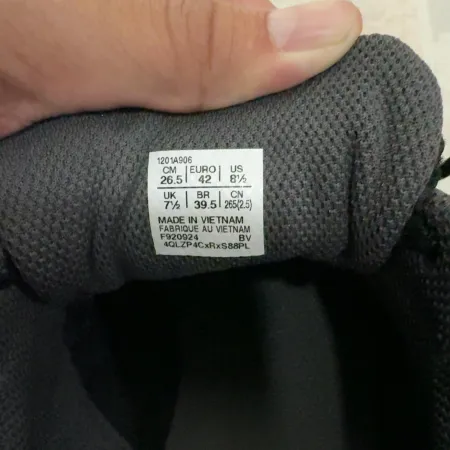 1201A906
CM EURO US
26.5 42 8½
UK BR CN
7½ 39.5 265(2.5)
MADE IN VIETNAM
FABRIQUE AU VIETNAM
F920924 BV
4QLZP4CxRxS88PL